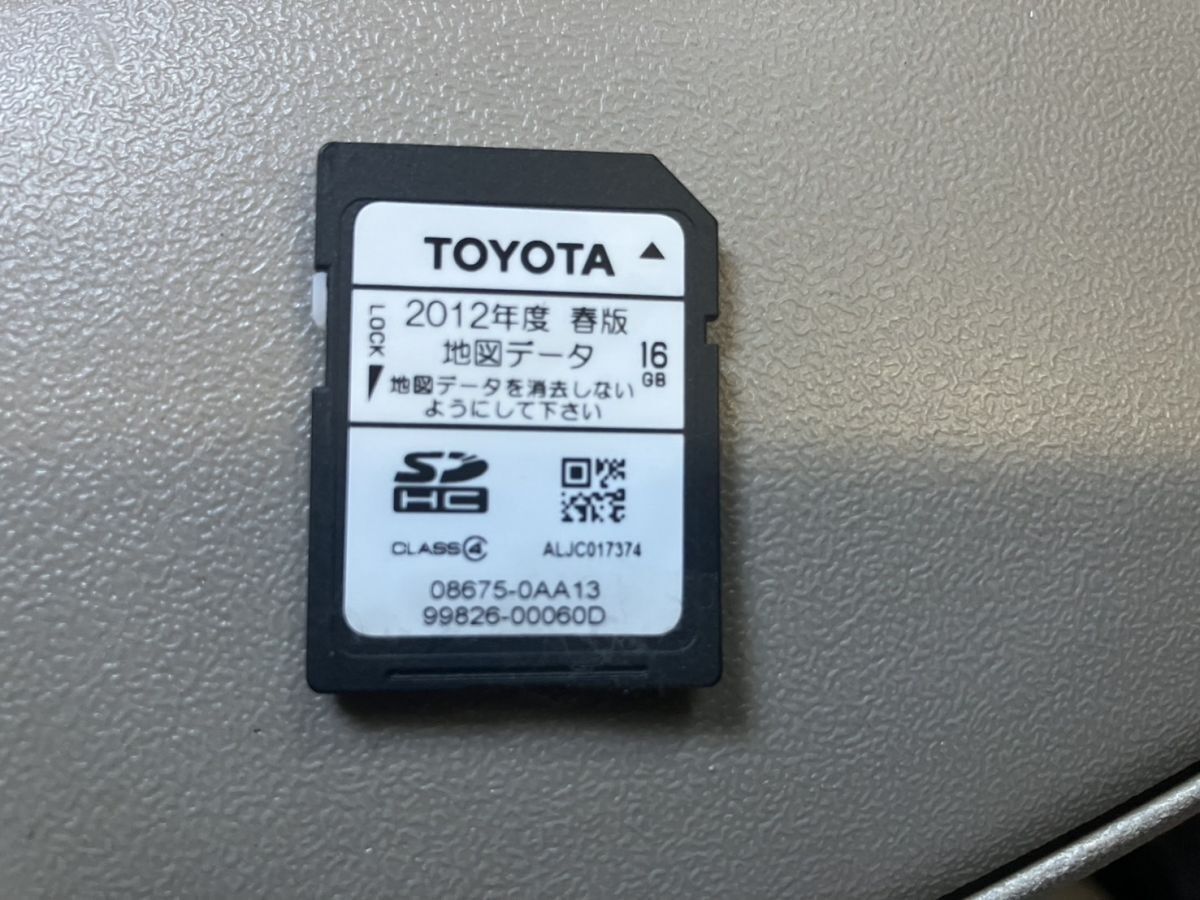 TOYOTA ▲
LOCK
2012年度 春版
地図データ
16
GB
地図データを消去しない
ようにして下さい
SD
HC
CLASS④
ALJC017374
08675-0AA13
99826-00060D